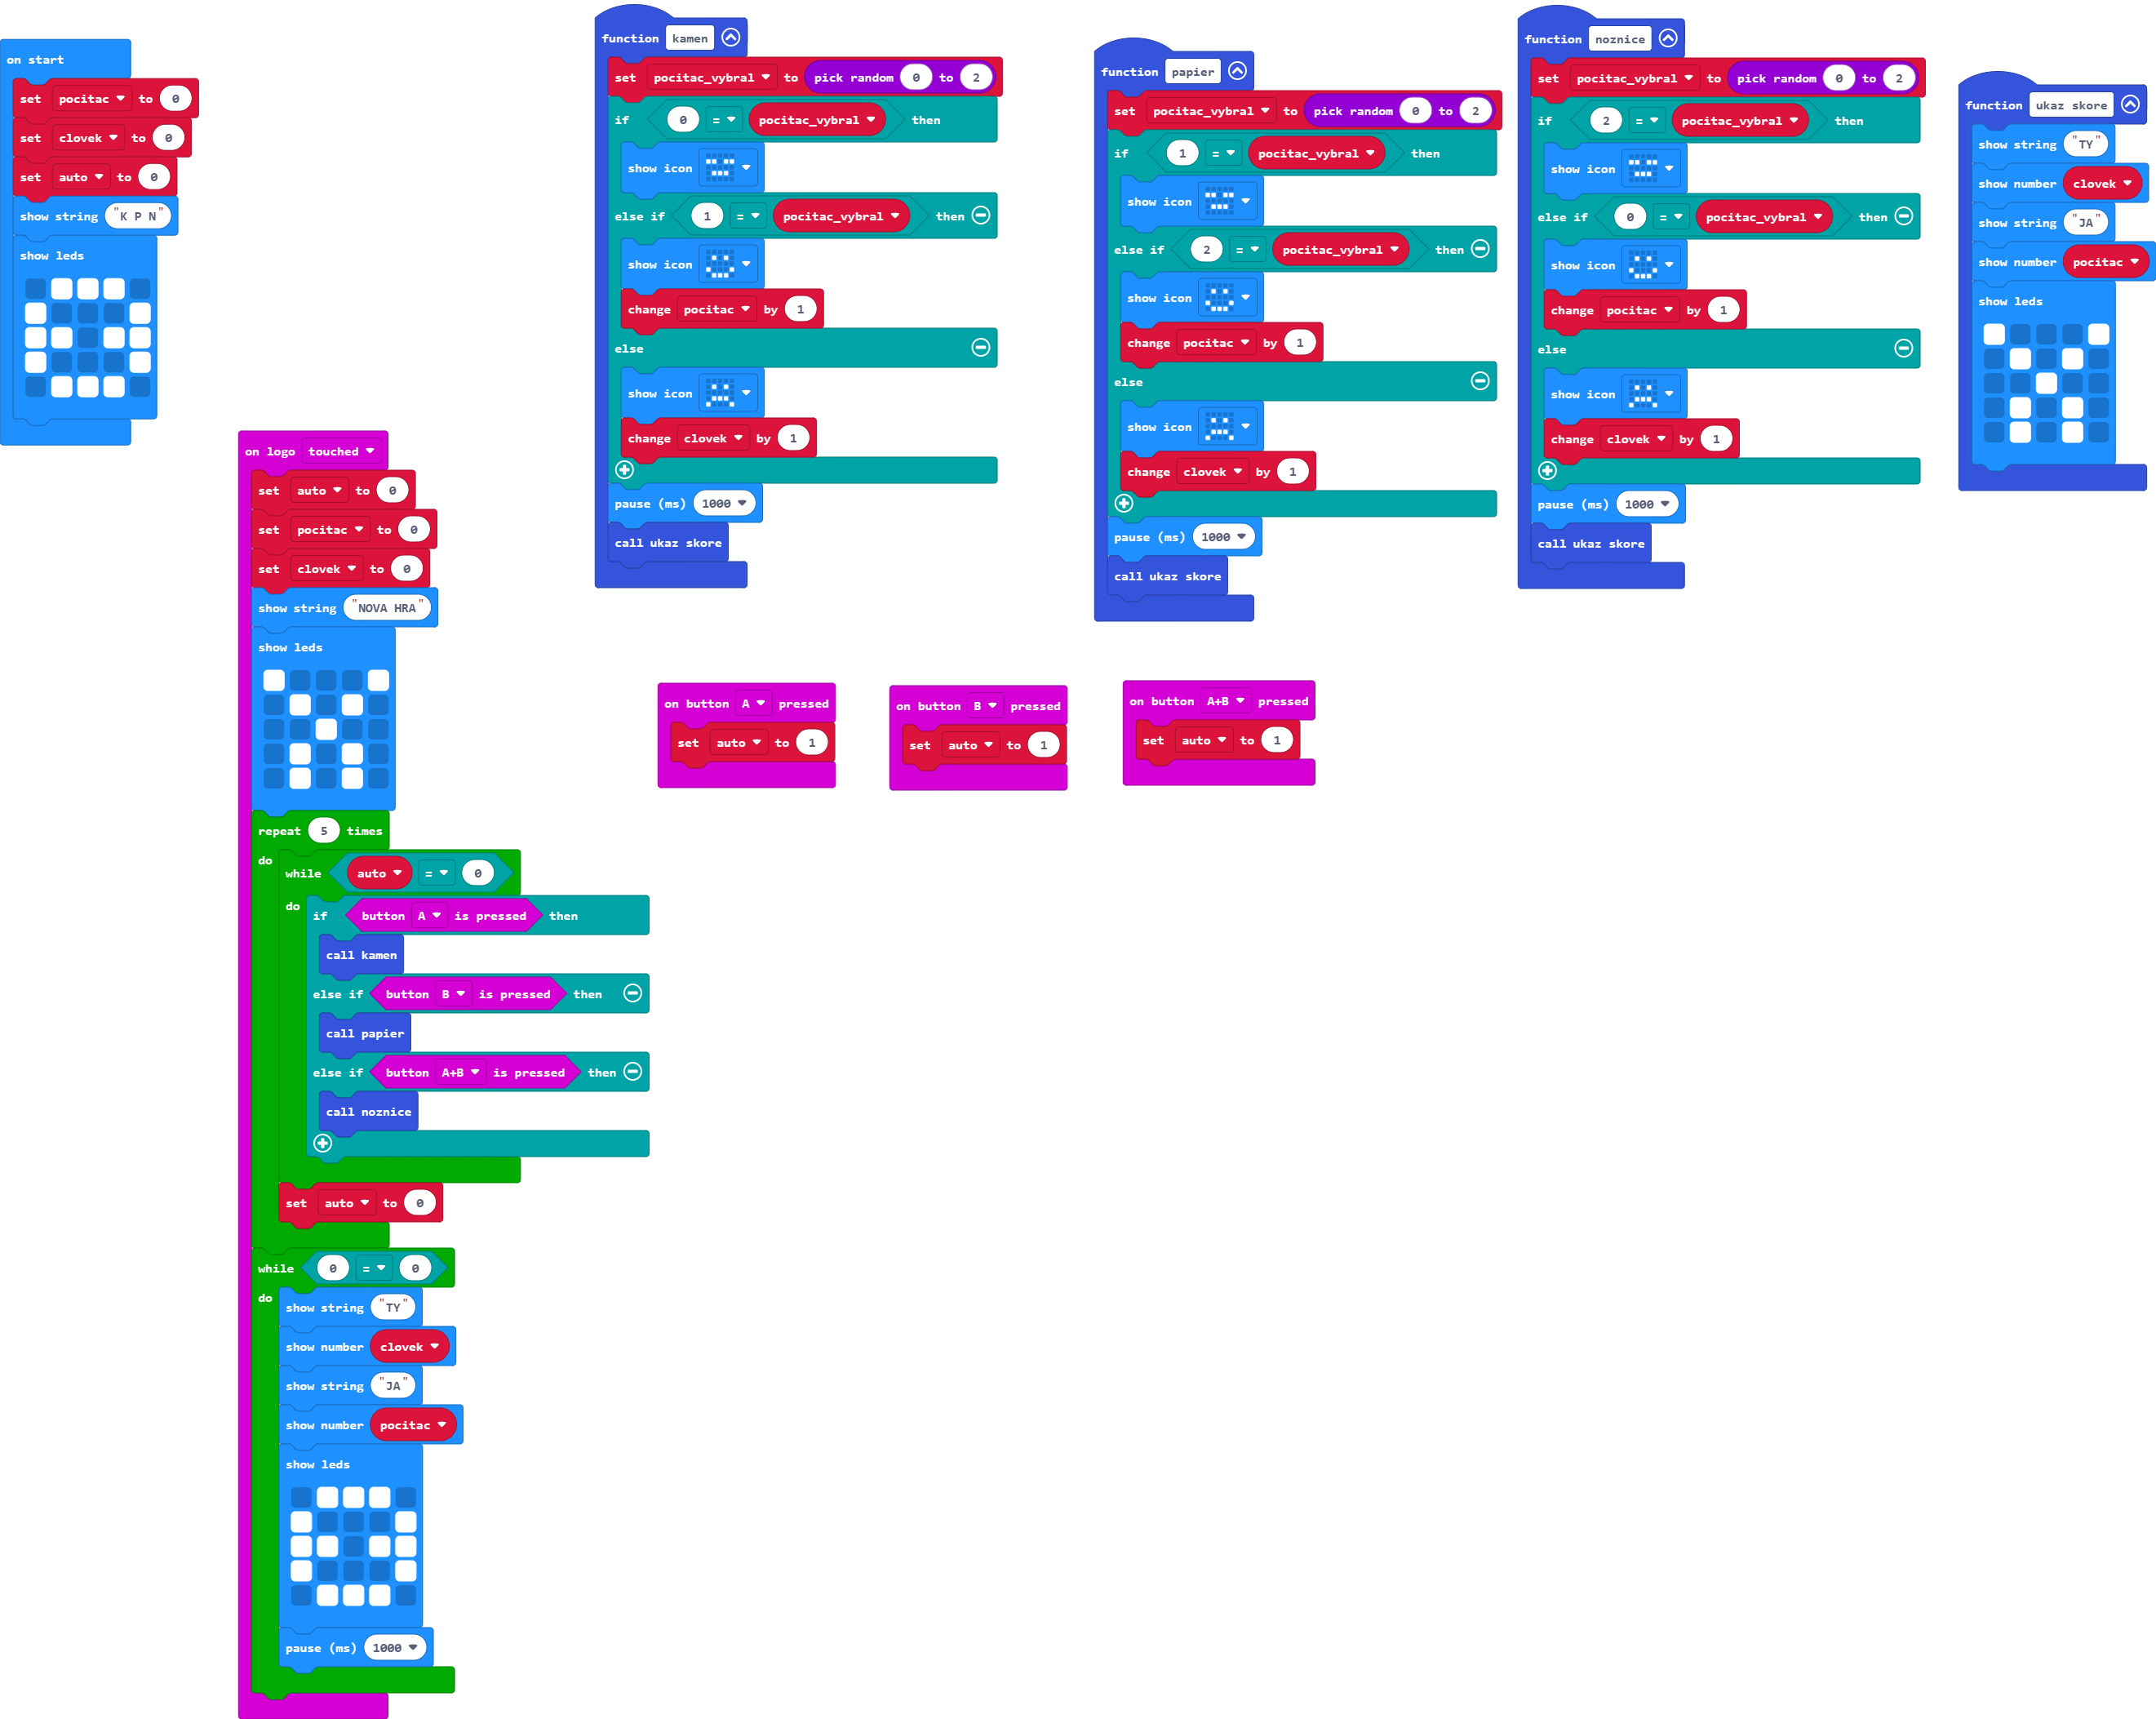 on start
set pocitac to 0
set clovek to 0
set auto to 0
show string "K P N"
show leds
on logo touched
set auto to 0
set pocitac to 0
set clovek to 0
show string "NOVA HRA"
show leds
repeat 5 times
do
while auto = 0
do
if button A is pressed then
call kamen
else if button B is pressed then
call papier
else if button A+B is pressed then
call noznice
set auto to 0
while 0 = 0
do
show string "TY"
show number clovek
show string "JA"
show number pocitac
show leds
pause (ms) 1000
function kamen
set pocitac_vybral to pick random 0 to 2
if 0 = pocitac_vybral then
show icon
else if 1 = pocitac_vybral then
show icon
change pocitac by 1
else
show icon
change clovek by 1
pause (ms) 1000
call ukaz skore
function papier
set pocitac_vybral to pick random 0 to 2
if 1 = pocitac_vybral then
show icon
else if 2 = pocitac_vybral then
show icon
change pocitac by 1
else
show icon
change clovek by 1
pause (ms) 1000
call ukaz skore
function noznice
set pocitac_vybral to pick random 0 to 2
if 2 = pocitac_vybral then
show icon
else if 0 = pocitac_vybral then
show icon
change pocitac by 1
else
show icon
change clovek by 1
pause (ms) 1000
call ukaz skore
function ukaz skore
show string "TY"
show number clovek
show string "JA"
show number pocitac
show leds
on button A pressed
set auto to 1
on button B pressed
set auto to 1
on button A+B pressed
set auto to 1